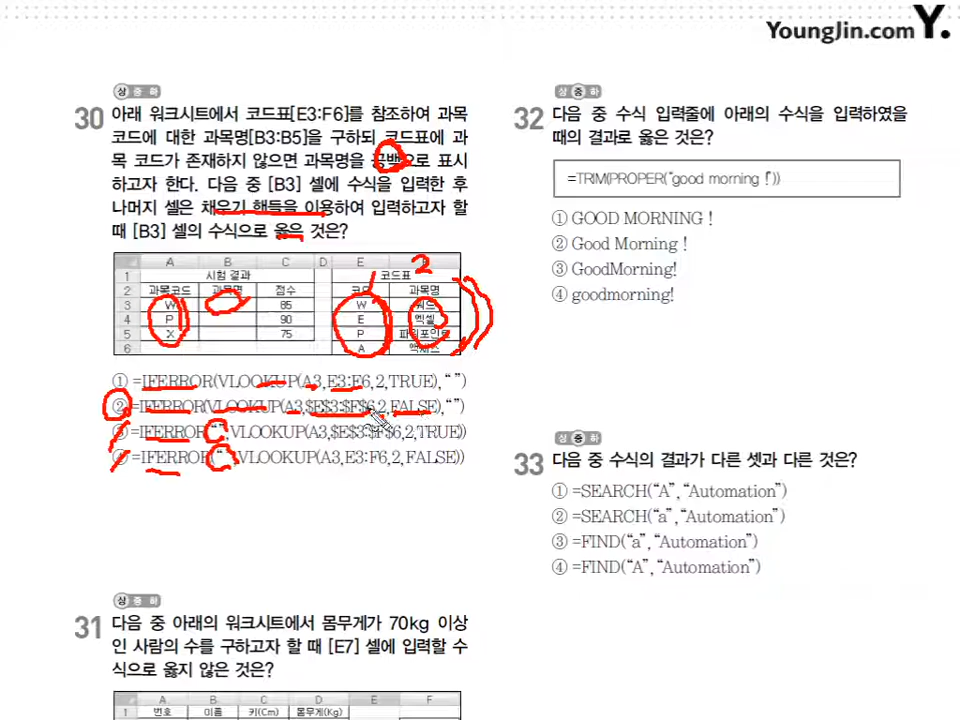 YoungJin.com Y.
상 중 하
30 아래 워크시트에서 코드표[E3:F6]를 참조하여 과목
코드에 대한 과목명[B3:B5]을 구하되 코드표에 과
목 코드가 존재하지 않으면 과목명을 공백으로 표시
하고자 한다. 다음 중 [B3] 셀에 수식을 입력한 후
나머지 셀은 채우기 핸들을 이용하여 입력하고자 할
때 [B3] 셀의 수식으로 옳은 것은?
A B C D E
1 시험 결과 코드표
2 과목코드 과목명 점수 과목명
3 W 85 W 워드
4 P 90 E 엑셀
5 X 75 P 파워포인트
6 A 액세스
1 2
① =IFERROR(VLOOKUP(A3,E3:F6,2,TRUE),“ ”)
② =IFERROR(VLOOKUP(A3,$E$3:$F$6,2,FALSE),“ ”)
③ =IFERROR(“ ”,VLOOKUP(A3,$E$3:$F$6,2,TRUE))
④ =IFERROR(“ ”,VLOOKUP(A3,E3:F6,2,FALSE))
상 중 하
31 다음 중 아래의 워크시트에서 몸무게가 70kg 이상
인 사람의 수를 구하고자 할 때 [E7] 셀에 입력할 수
식으로 옳지 않은 것은?
A B C D E F
1 번호 이름 키(Cm) 몸무게(Kg)
상 중 하
32 다음 중 수식 입력줄에 아래의 수식을 입력하였을
때의 결과로 옳은 것은?
=TRIM(PROPER(“good morning !”))
① GOOD MORNING !
② Good Morning !
③ GoodMorning!
④ goodmorning!
상 중 하
33 다음 중 수식의 결과가 다른 셋과 다른 것은?
① =SEARCH(“A”,“Automation”)
② =SEARCH(“a”,“Automation”)
③ =FIND(“a”,“Automation”)
④ =FIND(“A”,“Automation”)